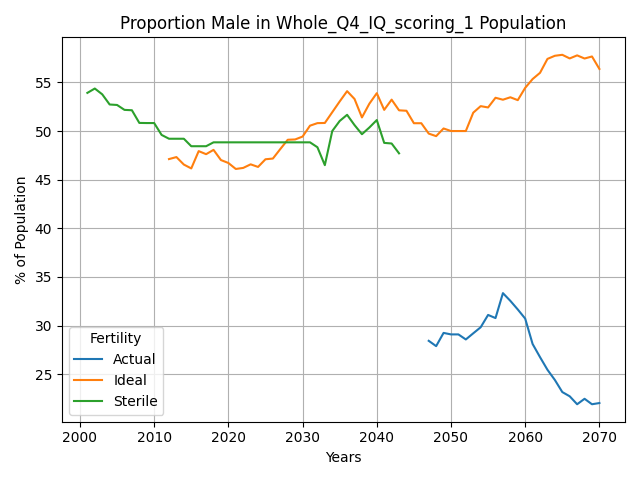 Proportion Male in Whole_Q4_IQ_scoring_1 Population
% of Population
55
50
45
40
35
30
25
Fertility
Actual
Ideal
Sterile
2000 2010 2020 2030 2040 2050 2060 2070
Years